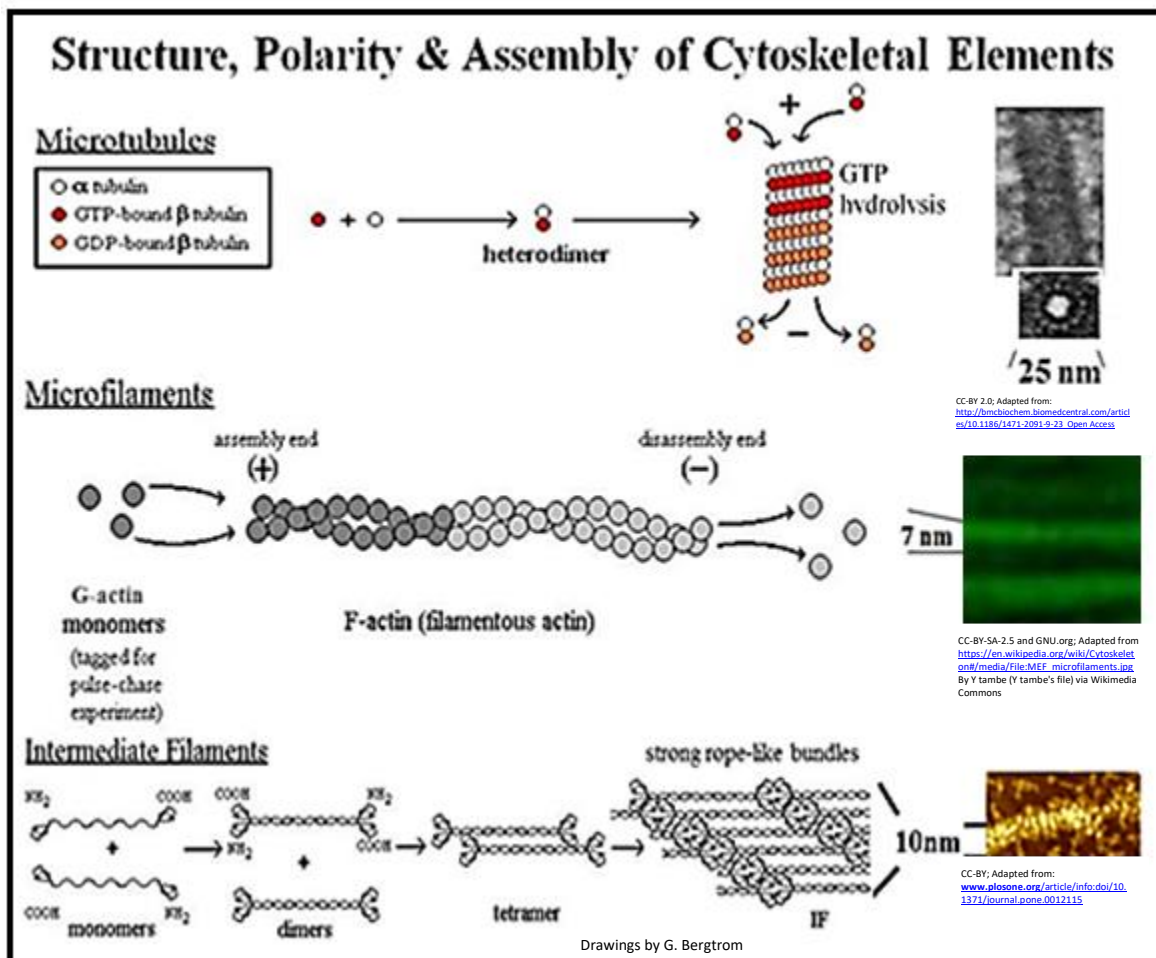 Structure, Polarity & Assembly of Cytoskeletal Elements
Microtubules
α tubulin
GTP-bound β tubulin
GDP-bound β tubulin
+
heterodimer
+
GTP
hydrolysis
−
25 nm
CC-BY 2.0; Adapted from:
http://bmcbiochem.biomedcentral.com/articl
es/10.1186/1471-2091-9-23 Open Access
Microfilaments
assembly end
(+)
disassembly end
(−)
7 nm
G-actin
monomers
(tagged for
pulse-chase
experiment)
F-actin (filamentous actin)
CC-BY-SA-2.5 and GNU.org; Adapted from
https://en.wikipedia.org/wiki/Cytoskelet
on#/media/File:MEF_microfilaments.jpg
By Y tambe (Y tambe's file) via Wikimedia
Commons
Intermediate Filaments
NH2
COOH
+
COOH
NH2
monomers
COOH
NH2
NH2
COOH
+
dimers
tetramer
strong rope-like bundles
IF
10nm
CC-BY; Adapted from:
www.plosone.org/article/info:doi/10.
1371/journal.pone.0012115
Drawings by G. Bergtrom